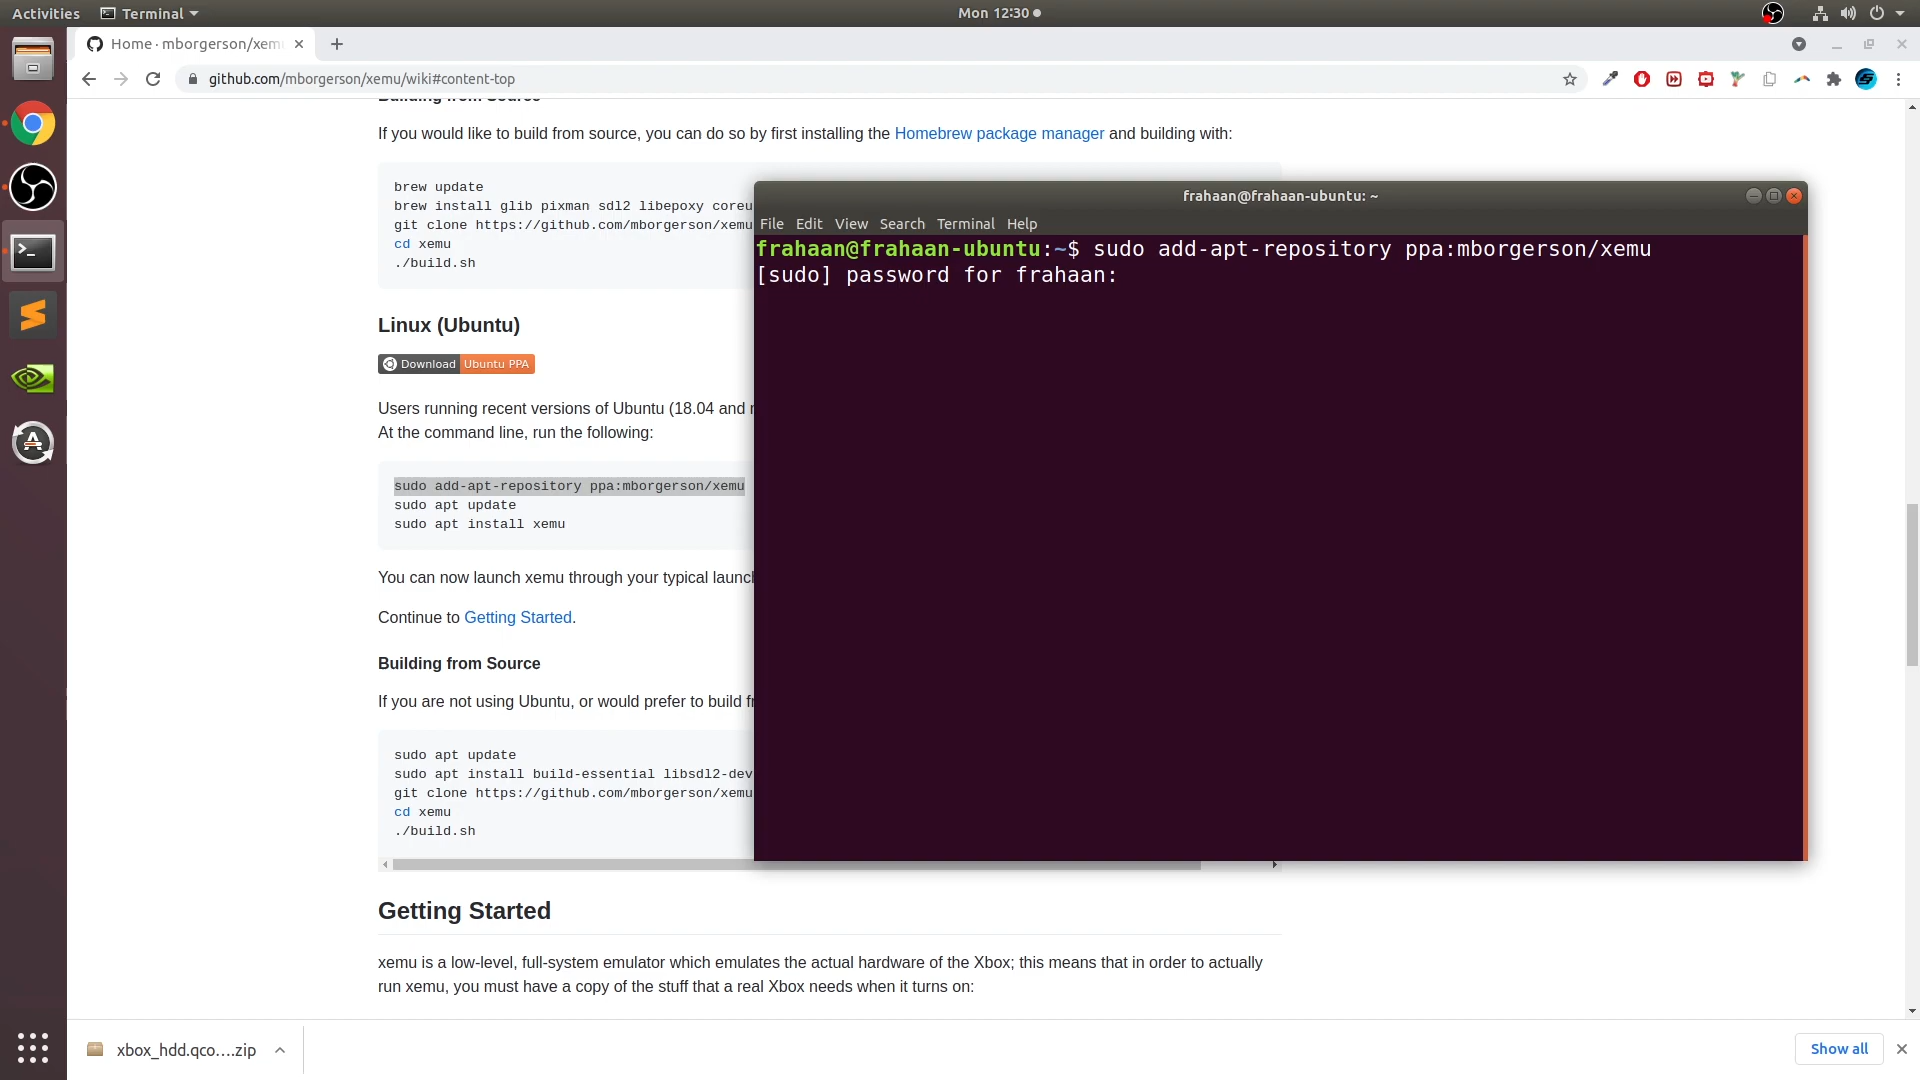 Activities
Terminal
Mon 12:30
Home · mborgerson/xem
github.com/mborgerson/xemu/wiki#content-top
Building from Source
If you would like to build from source, you can do so by first installing the Homebrew package manager and building with:
brew update
brew install glib pixman sdl2 libepoxy coreu
git clone https://github.com/mborgerson/xemu
cd xemu
./build.sh
Linux (Ubuntu)
Download Ubuntu PPA
Users running recent versions of Ubuntu (18.04 and
At the command line, run the following:
sudo add-apt-repository ppa:mborgerson/xemu
sudo apt update
sudo apt install xemu
You can now launch xemu through your typical launch
Continue to Getting Started.
Building from Source
If you are not using Ubuntu, or would prefer to build
sudo apt update
sudo apt install build-essential libsdl2-dev
git clone https://github.com/mborgerson/xemu
cd xemu
./build.sh
Getting Started
xemu is a low-level, full-system emulator which emulates the actual hardware of the Xbox; this means that in order to actually
run xemu, you must have a copy of the stuff that a real Xbox needs when it turns on:
frahaan@frahaan-ubuntu: ~
File Edit View Search Terminal Help
frahaan@frahaan-ubuntu:~$ sudo add-apt-repository ppa:mborgerson/xemu
[sudo] password for frahaan:
xbox_hdd.qco....zip
Show all